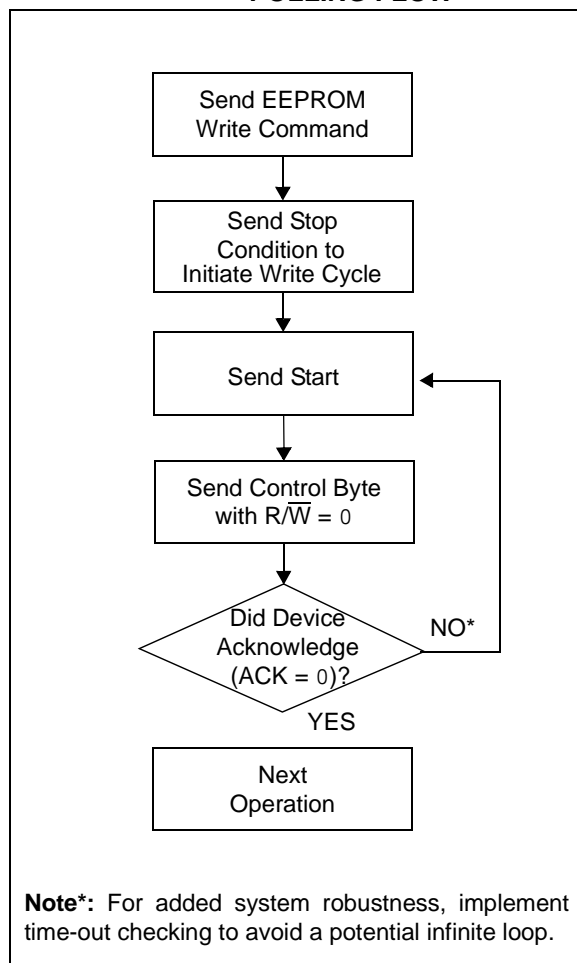 Send EEPROM
Write Command
Send Stop
Condition to
Initiate Write Cycle
Send Start
Send Control Byte
with R/W̅ = 0
Did Device
Acknowledge
(ACK = 0)?
NO*
YES
Next
Operation
Note*: For added system robustness, implement
time-out checking to avoid a potential infinite loop.